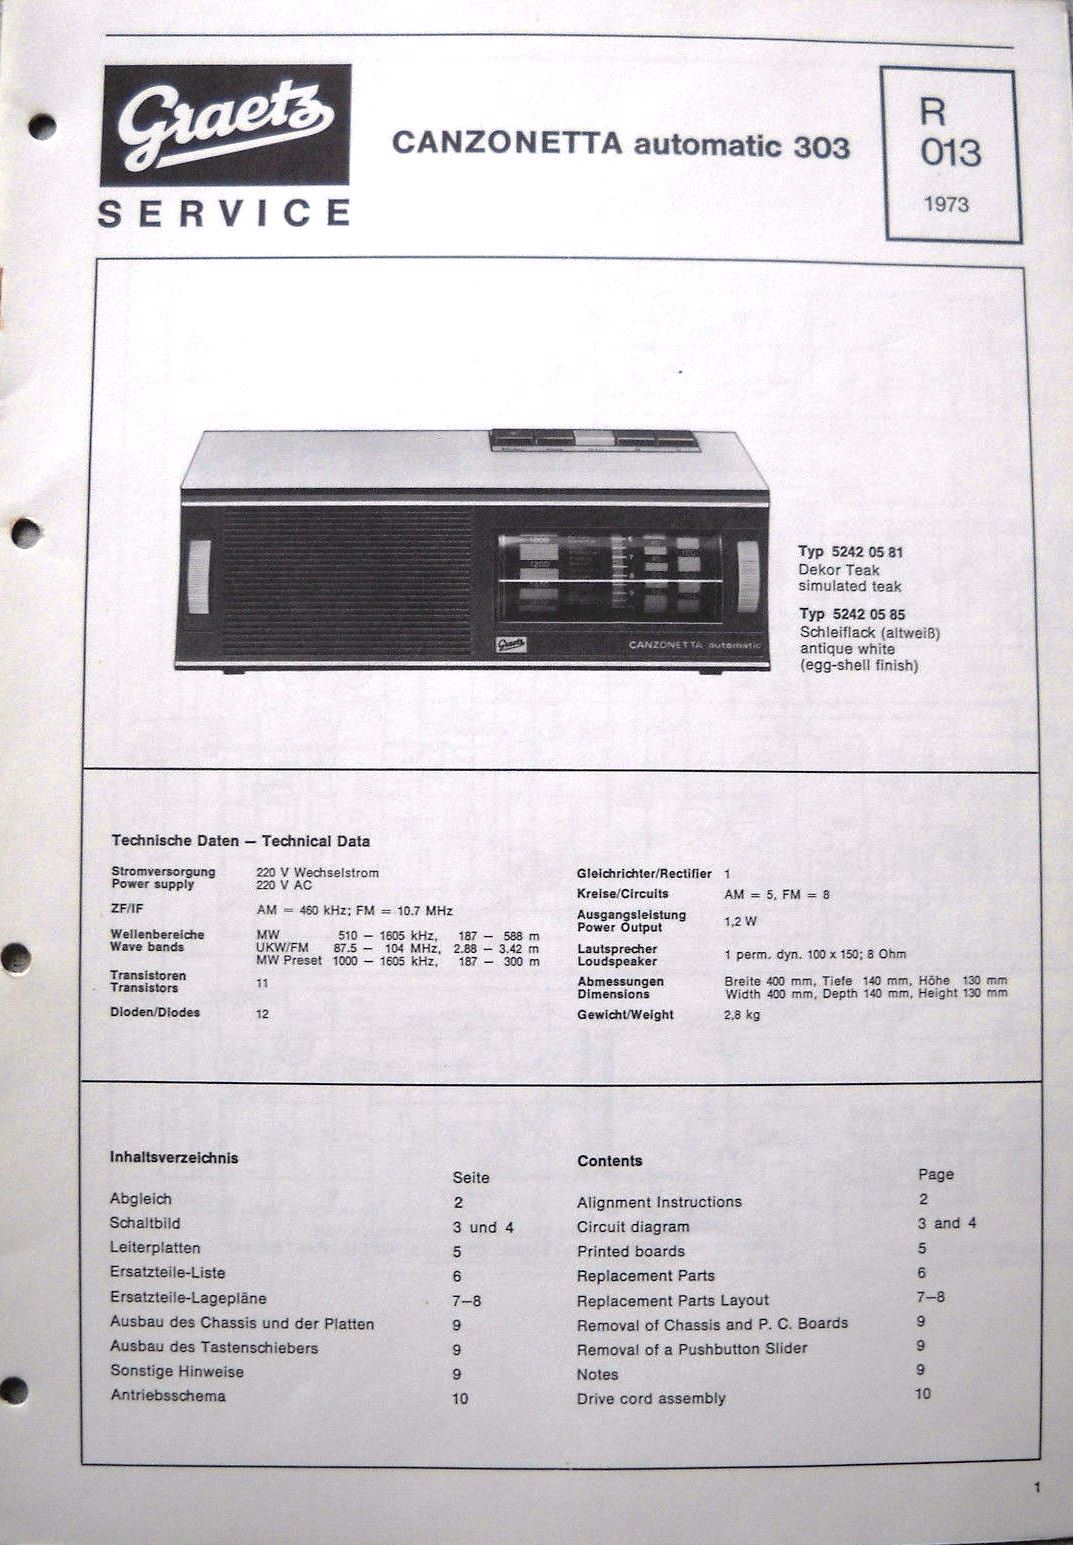 Graetz
SERVICE
CANZONETTA automatic 303
R
013
1973
Graetz
CANZONETTA automatic
Typ 5242 05 81
Dekor Teak
simulated teak
Typ 5242 05 85
Schleiflack (altweiß)
antique white
(egg-shell finish)
Technische Daten — Technical Data
Stromversorgung 220 V Wechselstrom
Power supply 220 V AC
ZF/IF AM = 460 kHz; FM = 10.7 MHz
Wellenbereiche MW 510 — 1605 kHz, 187 — 588 m
Wave bands UKW/FM 87.5 — 104 MHz, 2.88 — 3.42 m
MW Preset 1000 — 1605 kHz, 187 — 300 m
Transistoren
Transistors 11
Dioden/Diodes 12
Gleichrichter/Rectifier 1
Kreise/Circuits AM = 5, FM = 8
Ausgangsleistung
Power Output 1,2 W
Lautsprecher
Loudspeaker 1 perm. dyn. 100 x 150; 8 Ohm
Abmessungen Breite 400 mm, Tiefe 140 mm, Höhe 130 mm
Dimensions Width 400 mm, Depth 140 mm, Height 130 mm
Gewicht/Weight 2,8 kg
Inhaltsverzeichnis
Seite
Abgleich 2
Schaltbild 3 und 4
Leiterplatten 5
Ersatzteile-Liste 6
Ersatzteile-Lagepläne 7—8
Ausbau des Chassis und der Platten 9
Ausbau des Tastenschiebers 9
Sonstige Hinweise 9
Antriebsschema 10
Contents
Page
Alignment Instructions 2
Circuit diagram 3 and 4
Printed boards 5
Replacement Parts 6
Replacement Parts Layout 7—8
Removal of Chassis and P. C. Boards 9
Removal of a Pushbutton Slider 9
Notes 9
Drive cord assembly 10
1